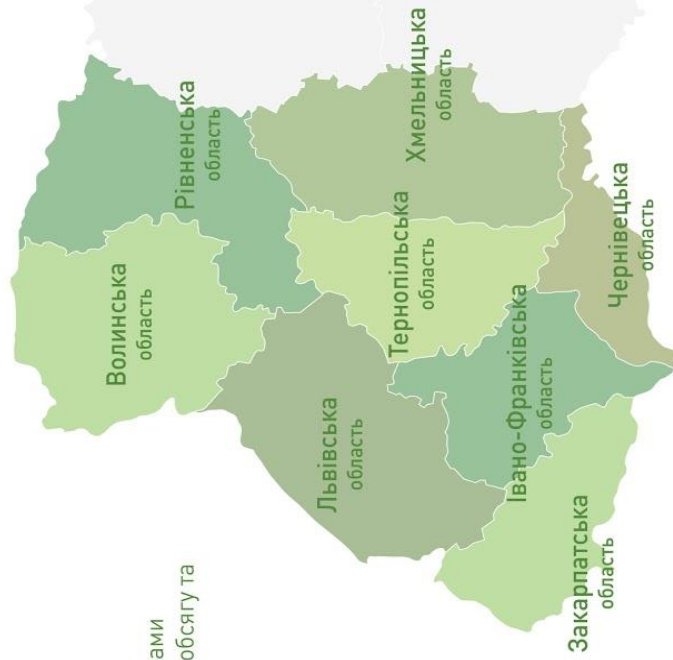 ами
обсягу та
Волинська
область
Рівненська
область
Львівська
область
Тернопільська
область
Хмельницька
область
Івано-Франківська
область
Закарпатська
область
Чернівецька
область